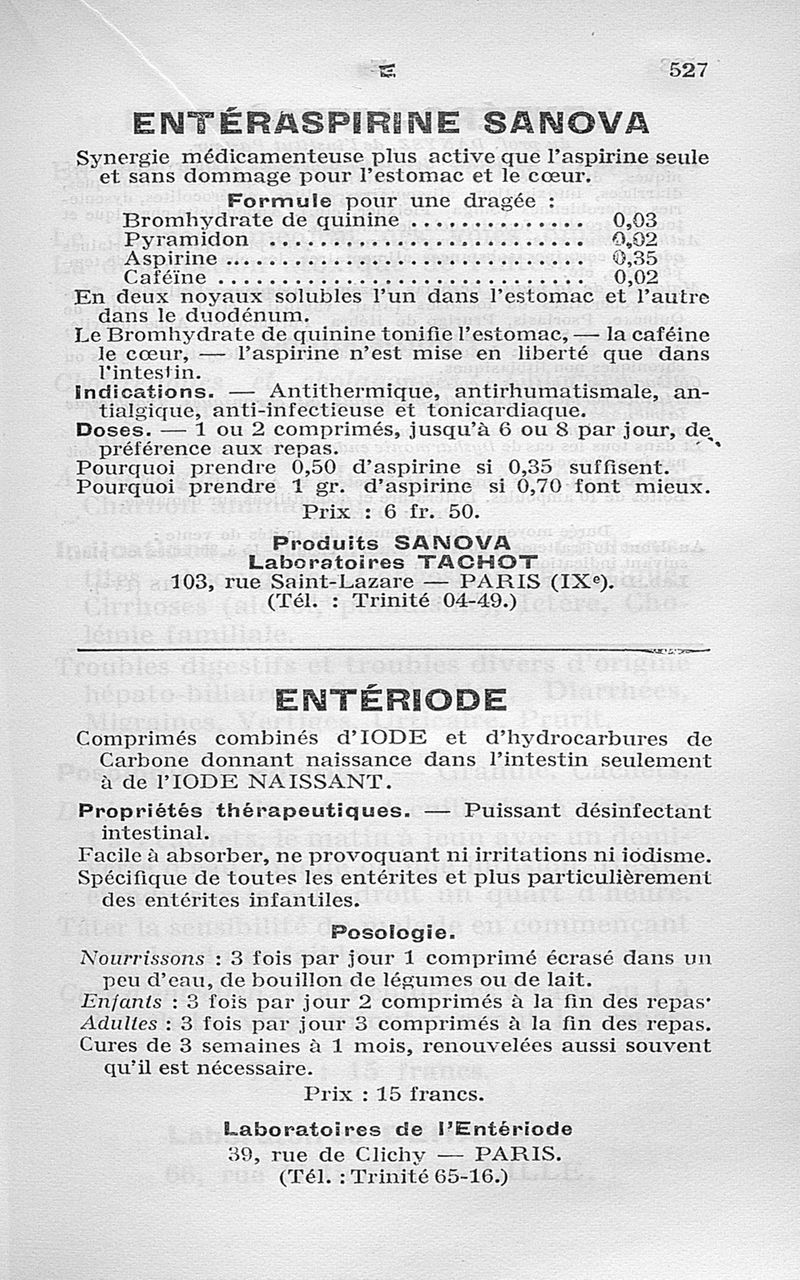 E 527
ENTÉRASPIRINE SANOVA
Synergie médicamenteuse plus active que l'aspirine seule
et sans dommage pour l'estomac et le cœur.
Formule pour une dragée :
Bromhydrate de quinine .............. 0,03
Pyramidon ......................... 0,02
Aspirine ............................. 0,35
Caféïne .............................. 0,02
En deux noyaux solubles l'un dans l'estomac et l'autre
dans le duodénum.
Le Bromhydrate de quinine tonifie l'estomac, — la caféine
le cœur, — l'aspirine n'est mise en liberté que dans
l'intestin.
Indications. — Antithermique, antirhumatismale, an-
tialgique, anti-infectieuse et tonicardiaque.
Doses. — 1 ou 2 comprimés, jusqu'à 6 ou 8 par jour, de
préférence aux repas.
Pourquoi prendre 0,50 d'aspirine si 0,35 suffisent.
Pourquoi prendre 1 gr. d'aspirine si 0,70 font mieux.
Prix : 6 fr. 50.
Produits SANOVA
Laboratoires TACHOT
103, rue Saint-Lazare — PARIS (IXe).
(Tél. : Trinité 04-49.)
ENTÉRIODE
Comprimés combinés d'IODE et d'hydrocarbures de
Carbone donnant naissance dans l'intestin seulement
à de l'IODE NAISSANT.
Propriétés thérapeutiques. — Puissant désinfectant
intestinal.
Facile à absorber, ne provoquant ni irritations ni iodisme.
Spécifique de toutes les entérites et plus particulièrement
des entérites infantiles.
Posologie.
Nourrissons : 3 fois par jour 1 comprimé écrasé dans un
peu d'eau, de bouillon de légumes ou de lait.
Enfants : 3 fois par jour 2 comprimés à la fin des repas.
Adultes : 3 fois par jour 3 comprimés à la fin des repas.
Cures de 3 semaines à 1 mois, renouvelées aussi souvent
qu'il est nécessaire.
Prix : 15 francs.
Laboratoires de l'Entériode
39, rue de Clichy — PARIS.
(Tél. : Trinité 65-16.)